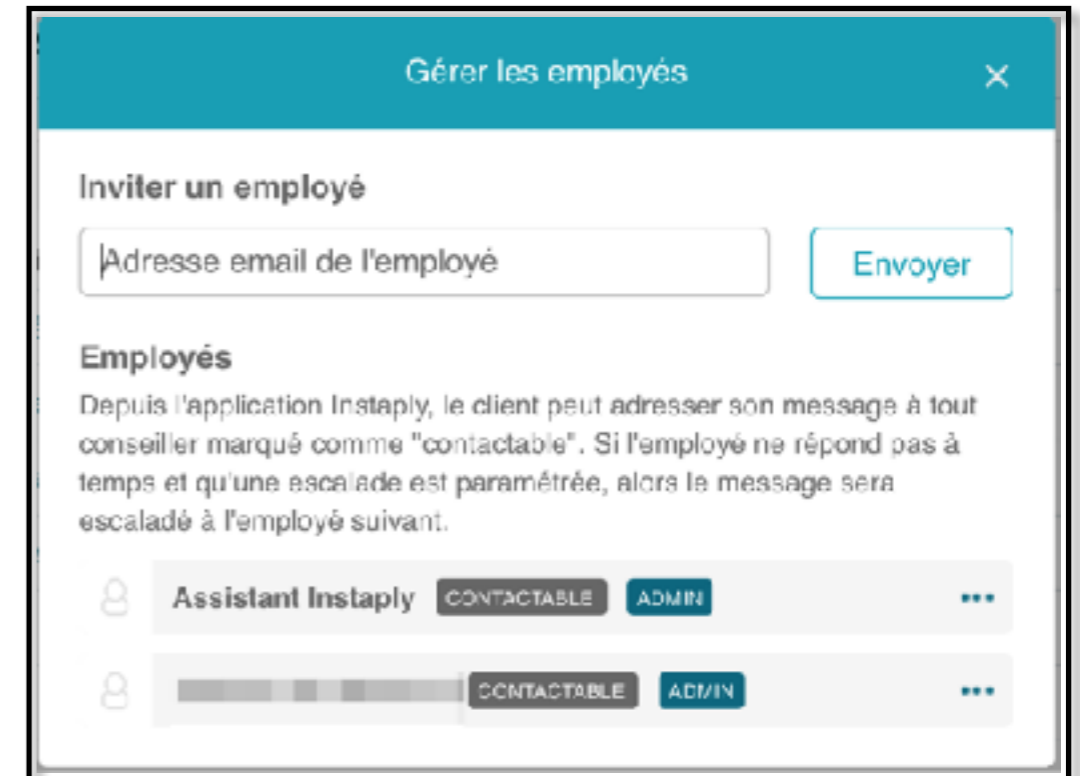 Gérer les employés
Inviter un employé
Adresse email de l'employé
Envoyer
Employés
Depuis l'application Instaply, le client peut adresser son message à tout
conseiller marqué comme "contactable". Si l'employé ne répond pas à
temps et qu'une escalade est paramétrée, alors le message sera
escaladé à l'employé suivant.
Assistant Instaply CONTACTABLE ADMIN
CONTACTABLE ADMIN